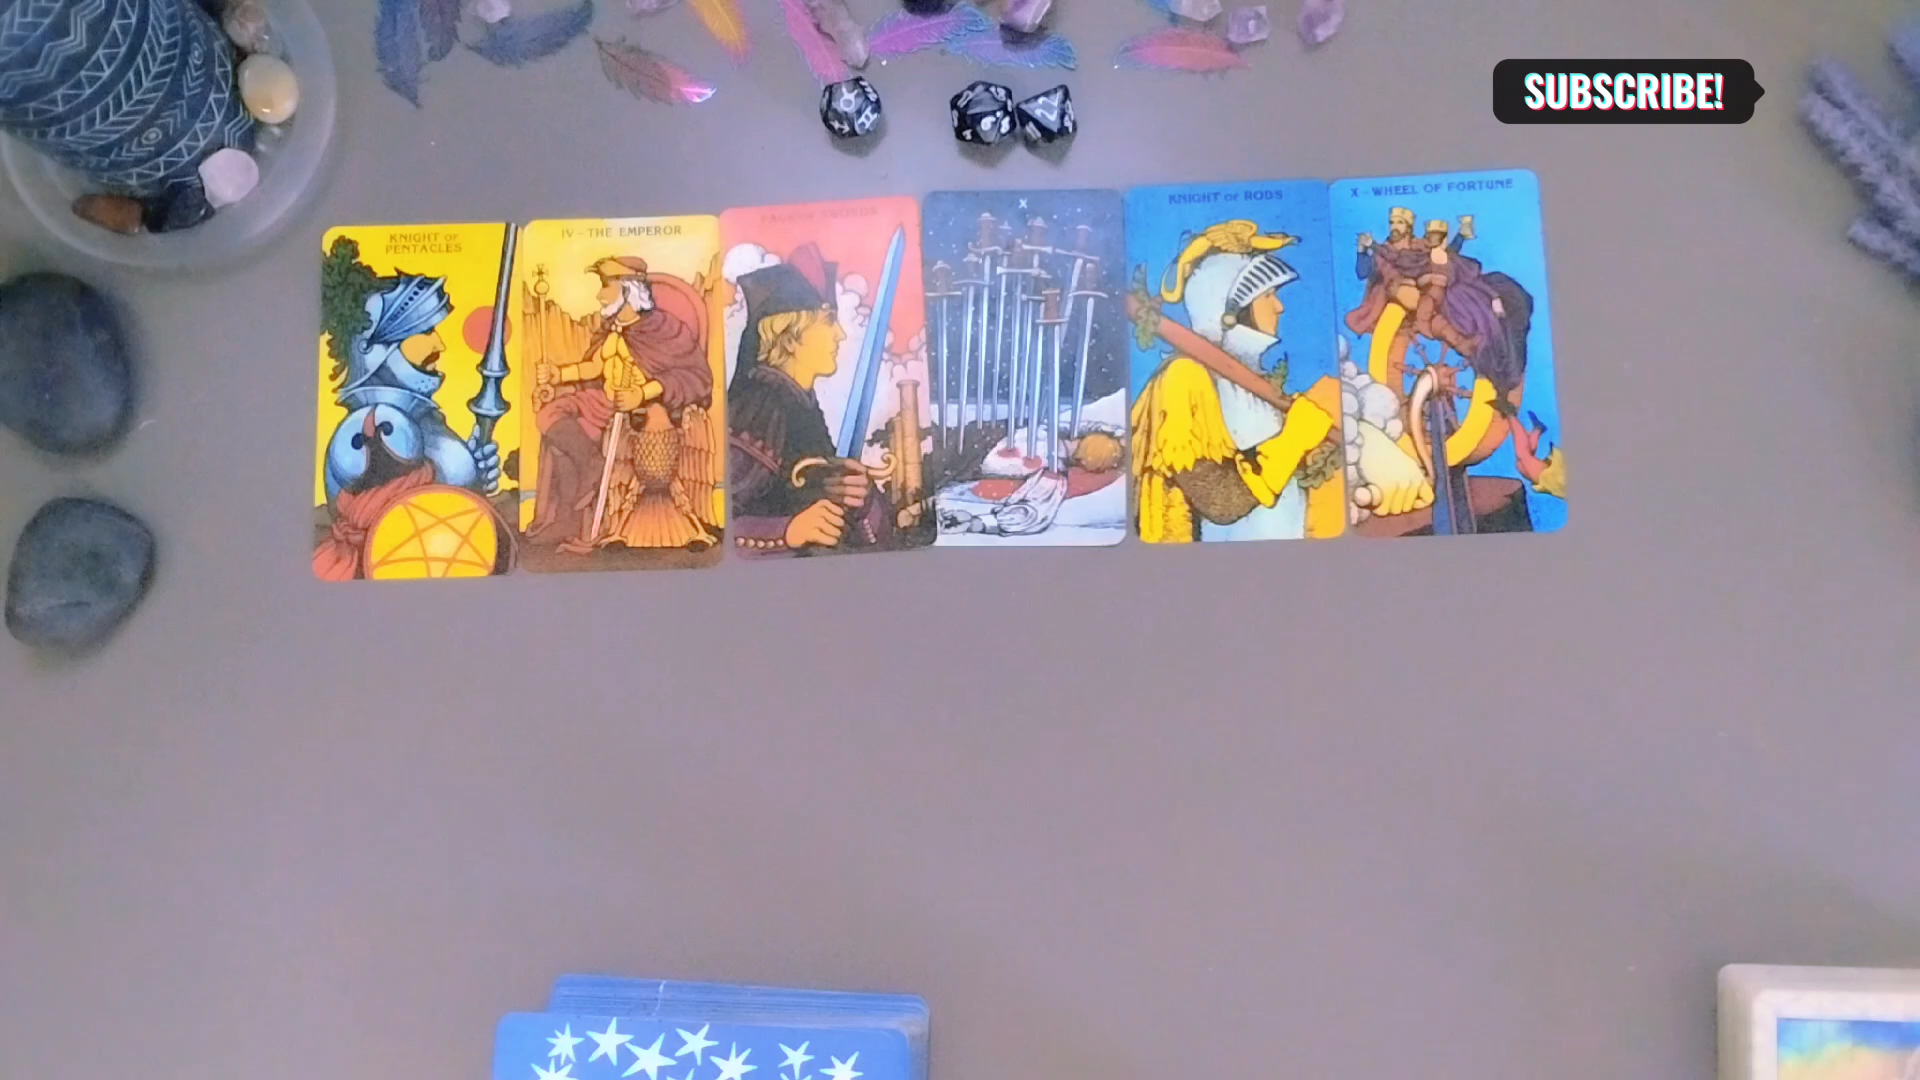 SUBSCRIBE!
KNIGHT OF
PENTACLES
IV - THE EMPEROR
X
KNIGHT OF RODS
X - WHEEL OF FORTUNE